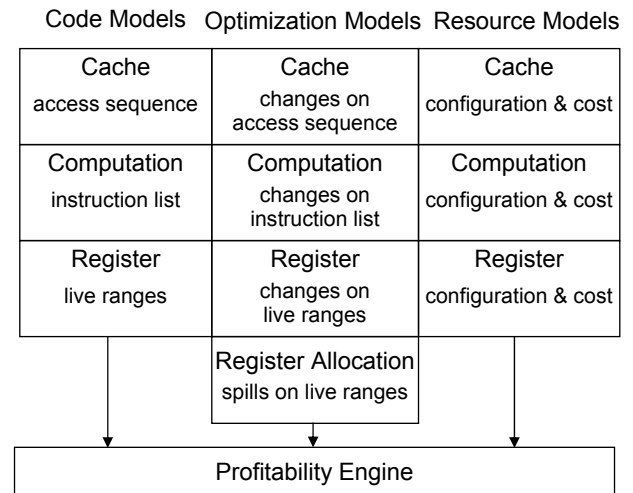 Code Models Optimization Models Resource Models
Cache
access sequence
Cache
changes on
access sequence
Cache
configuration & cost
Computation
instruction list
Computation
changes on
instruction list
Computation
configuration & cost
Register
live ranges
Register
changes on
live ranges
Register
configuration & cost
Register Allocation
spills on live ranges
Profitability Engine